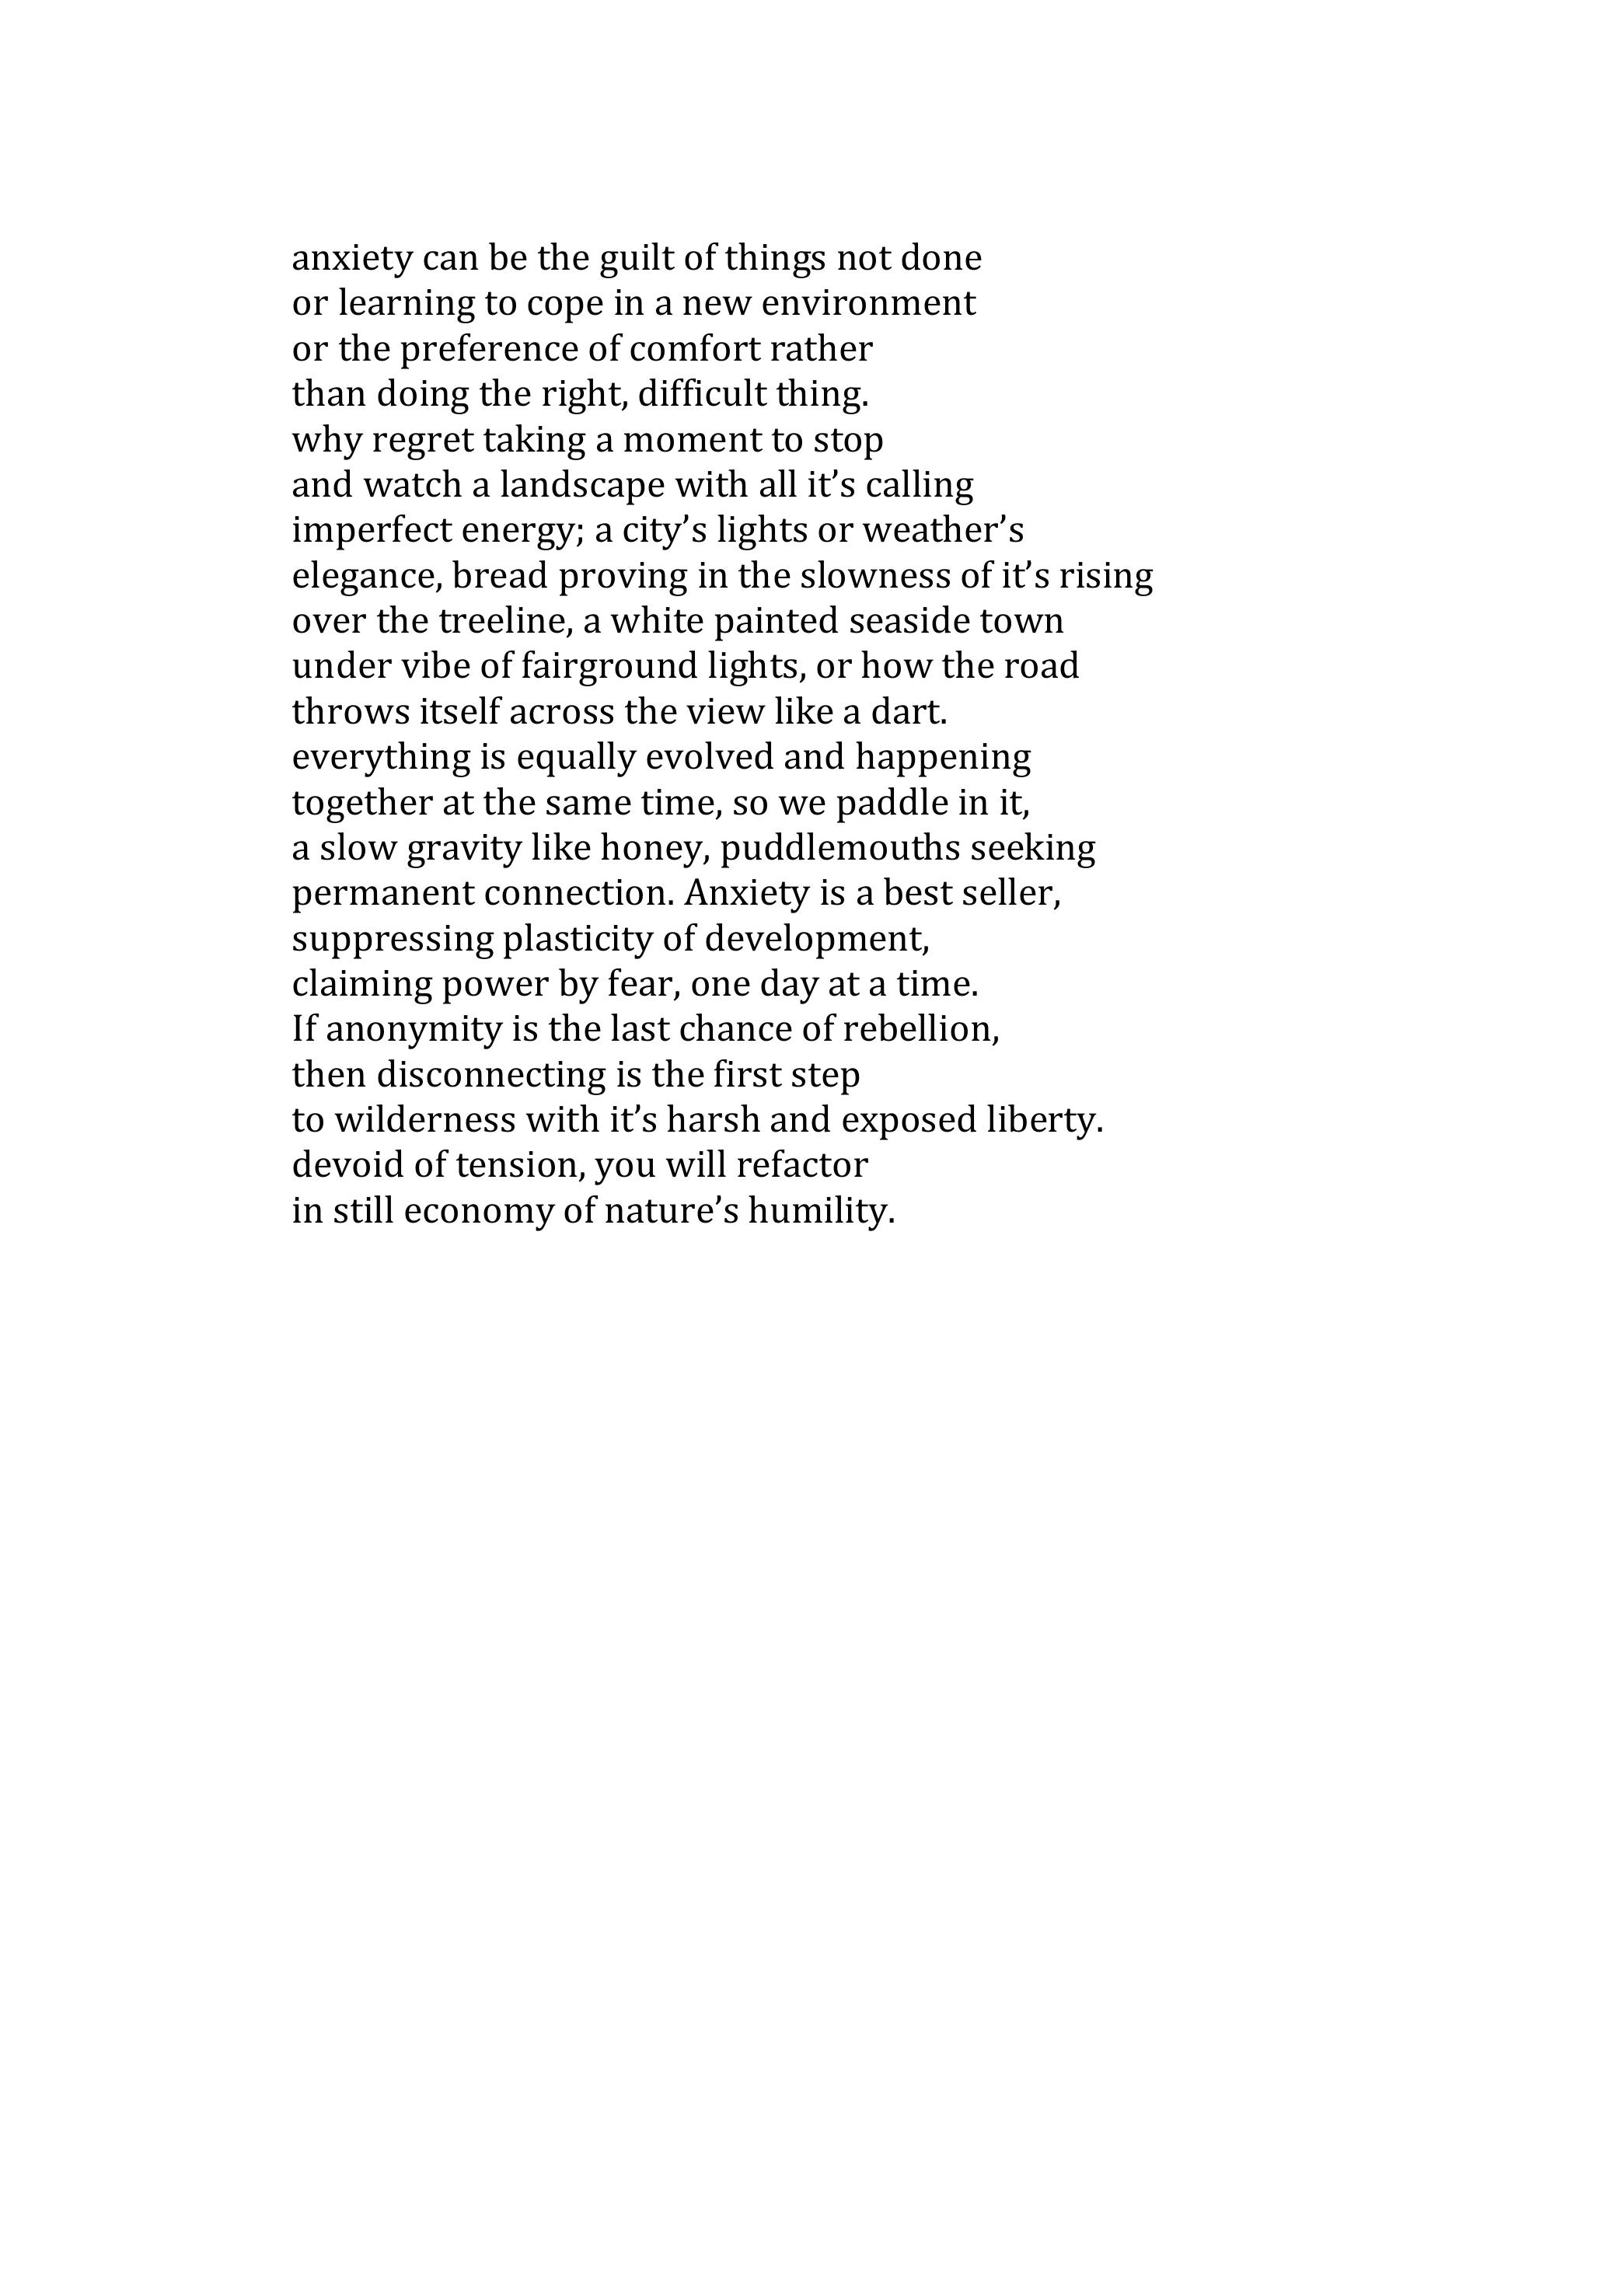 anxiety can be the guilt of things not done
or learning to cope in a new environment
or the preference of comfort rather
than doing the right, difficult thing.
why regret taking a moment to stop
and watch a landscape with all it’s calling
imperfect energy; a city’s lights or weather’s
elegance, bread proving in the slowness of it’s rising
over the treeline, a white painted seaside town
under vibe of fairground lights, or how the road
throws itself across the view like a dart.
everything is equally evolved and happening
together at the same time, so we paddle in it,
a slow gravity like honey, puddlemouths seeking
permanent connection. Anxiety is a best seller,
suppressing plasticity of development,
claiming power by fear, one day at a time.
If anonymity is the last chance of rebellion,
then disconnecting is the first step
to wilderness with it’s harsh and exposed liberty.
devoid of tension, you will refactor
in still economy of nature’s humility.